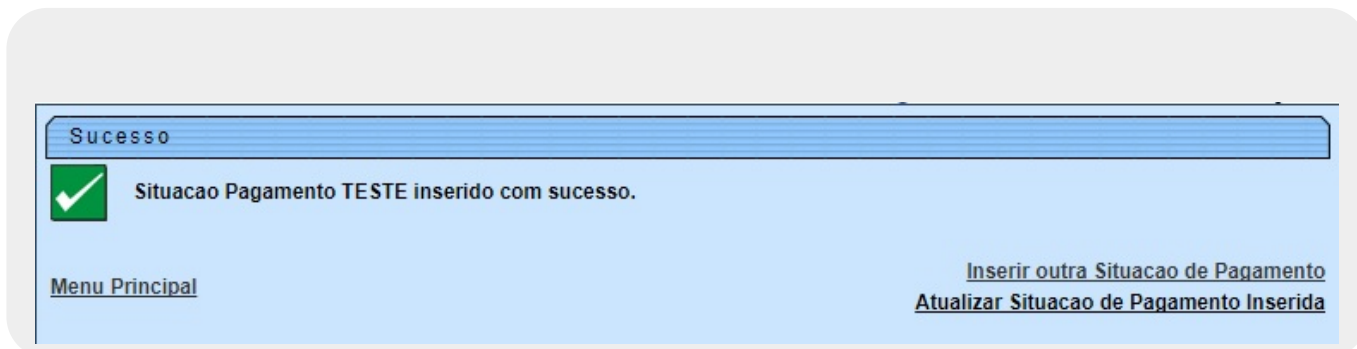 Sucesso
Situacao Pagamento TESTE inserido com sucesso.
Inserir outra Situacao de Pagamento
Menu Principal
Atualizar Situacao de Pagamento Inserida